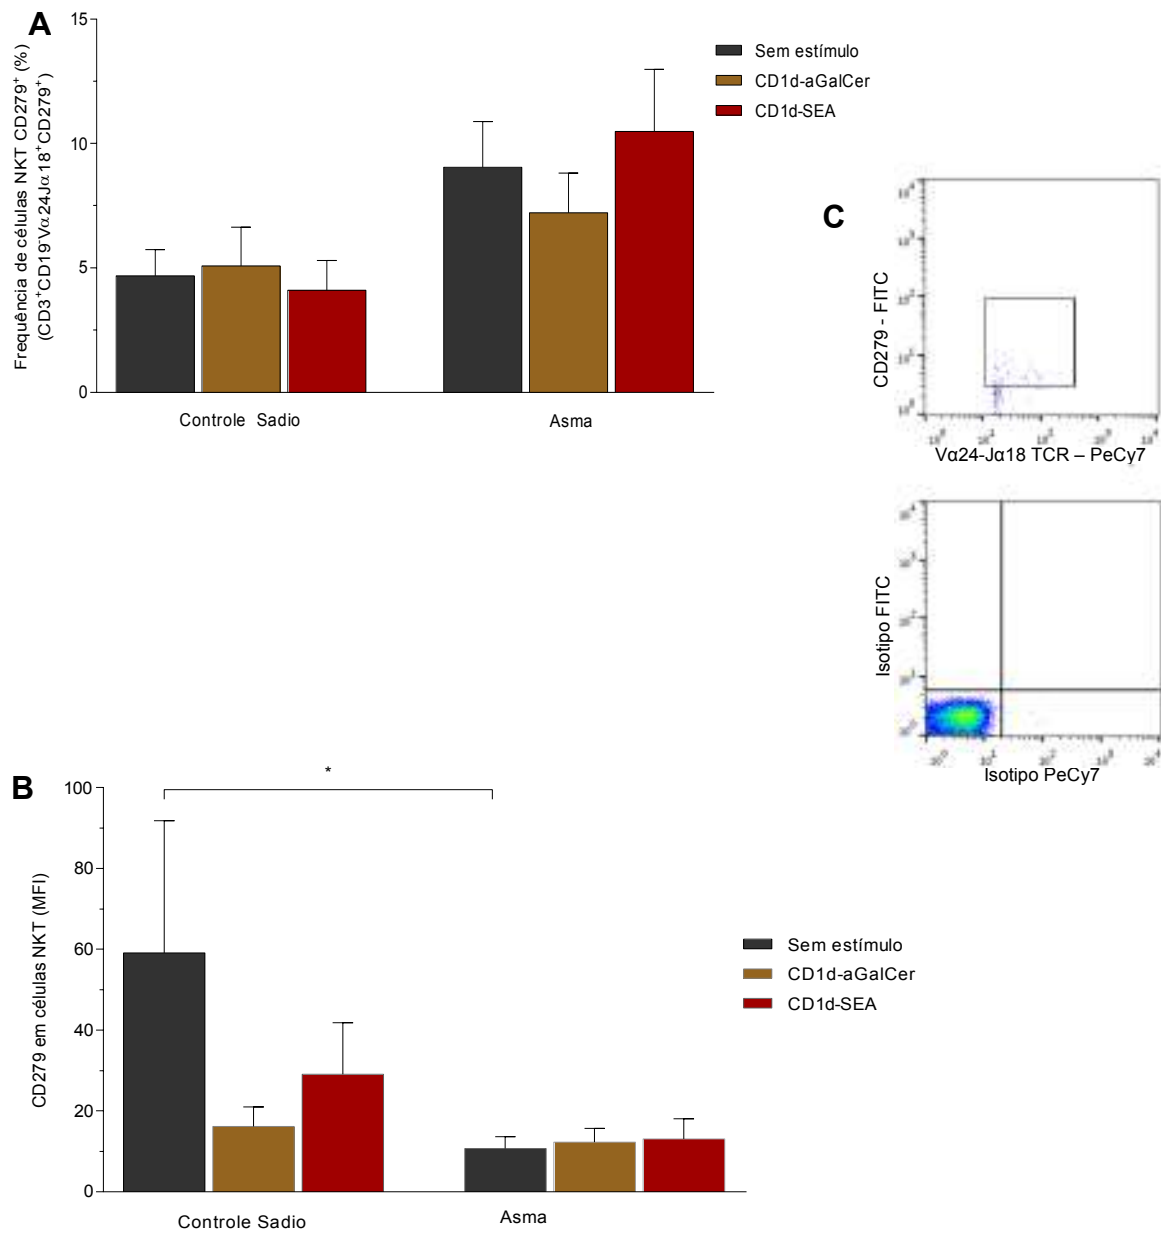 A
15
10
5
0
Frequência de células NKT CD279⁺ (%)
(CD3⁺CD19⁻Vα24Jα18⁺CD279⁺)
Controle Sadio
Asma
Sem estímulo
CD1d-aGalCer
CD1d-SEA
C
CD279 - FITC
Vα24-Jα18 TCR – PeCy7
Isotipo FITC
Isotipo PeCy7
B
*
100
80
60
40
20
0
CD279 em células NKT (MFI)
Controle Sadio
Asma
Sem estímulo
CD1d-aGalCer
CD1d-SEA